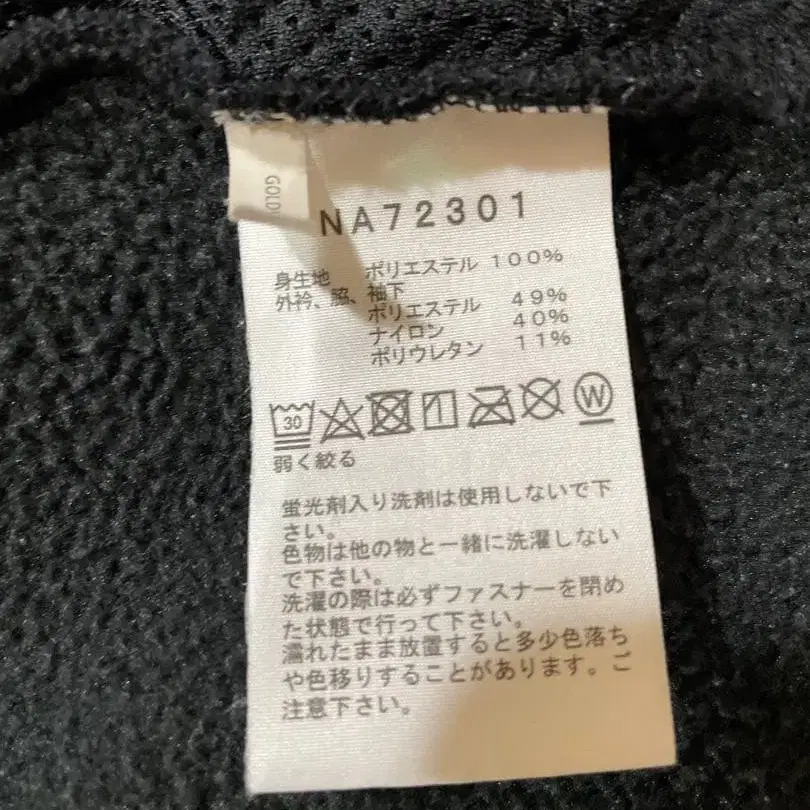 GOLD
NA72301
身生地 ポリエステル 100%
外衿、脇、袖下
ポリエステル 49%
ナイロン 40%
ポリウレタン 11%
30
W
弱く絞る
蛍光剤入り洗剤は使用しないで下
さい。
色物は他の物と一緒に洗濯しない
で下さい。
洗濯の際は必ずファスナーを閉め
た状態で行って下さい。
濡れたまま放置すると多少色落ち
や色移りすることがあります。ご
注意下さい。